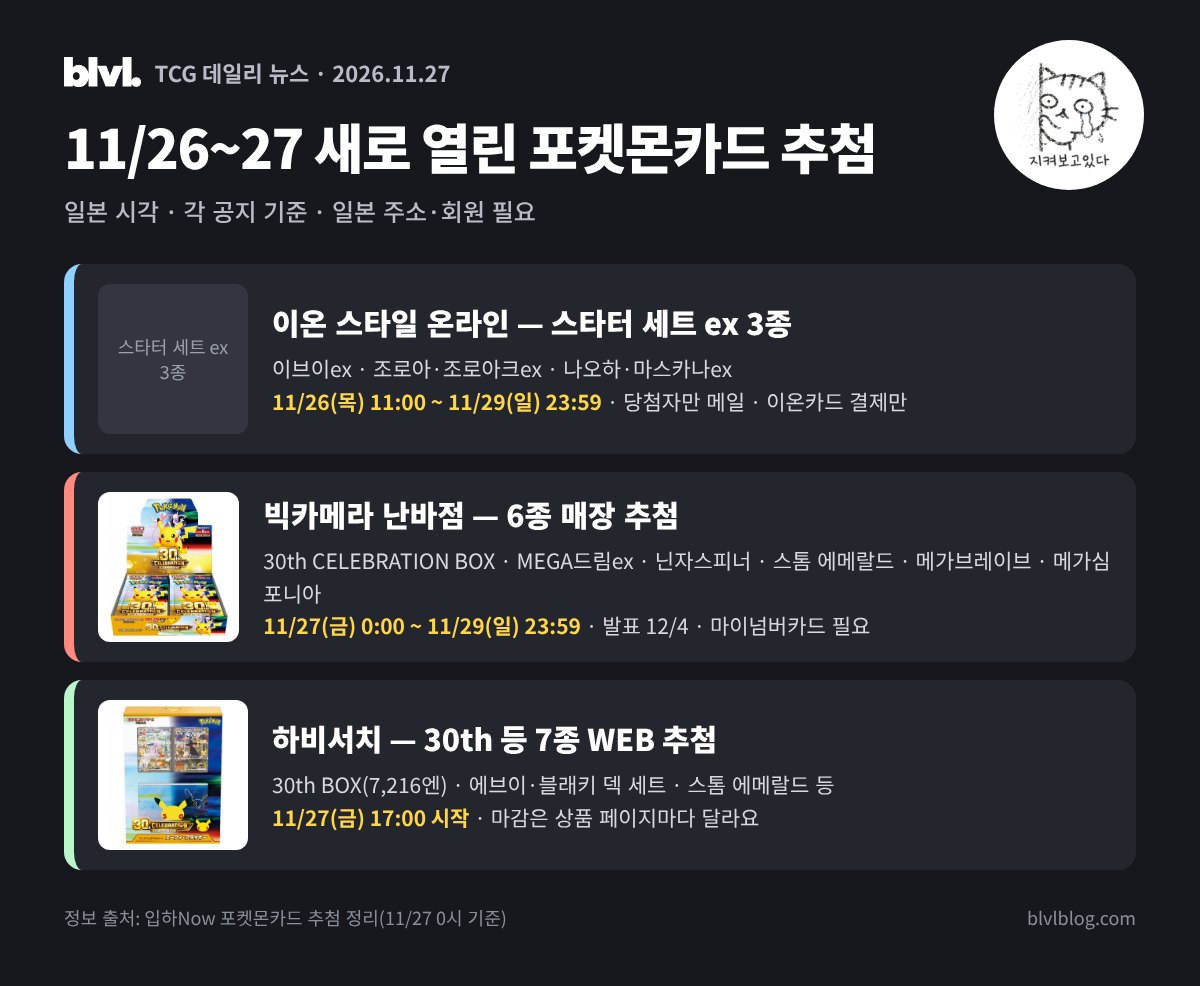 blvl. TCG 데일리 뉴스 · 2026.11.27
11/26~27 새로 열린 포켓몬카드 추첨
일본 시각 · 각 공지 기준 · 일본 주소·회원 필요
지켜보고있다
스타터 세트 ex
3종
이온 스타일 온라인 — 스타터 세트 ex 3종
이브이ex · 조로아·조로아크ex · 나오하·마스카나ex
11/26(목) 11:00 ~ 11/29(일) 23:59 · 당첨자만 메일 · 이온카드 결제만
Pokémon
30th
CELEBRATION
빅카메라 난바점 — 6종 매장 추첨
30th CELEBRATION BOX · MEGA드림ex · 닌자스피너 · 스톰 에메랄드 · 메가브레이브 · 메가심
포니아
11/27(금) 0:00 ~ 11/29(일) 23:59 · 발표 12/4 · 마이넘버카드 필요
Pokémon
30th CELEBRATION
하비서치 — 30th 등 7종 WEB 추첨
30th BOX(7,216엔) · 에브이·블래키 덱 세트 · 스톰 에메랄드 등
11/27(금) 17:00 시작 · 마감은 상품 페이지마다 달라요
정보 출처: 입하Now 포켓몬카드 추첨 정리(11/27 0시 기준)
blvlblog.com